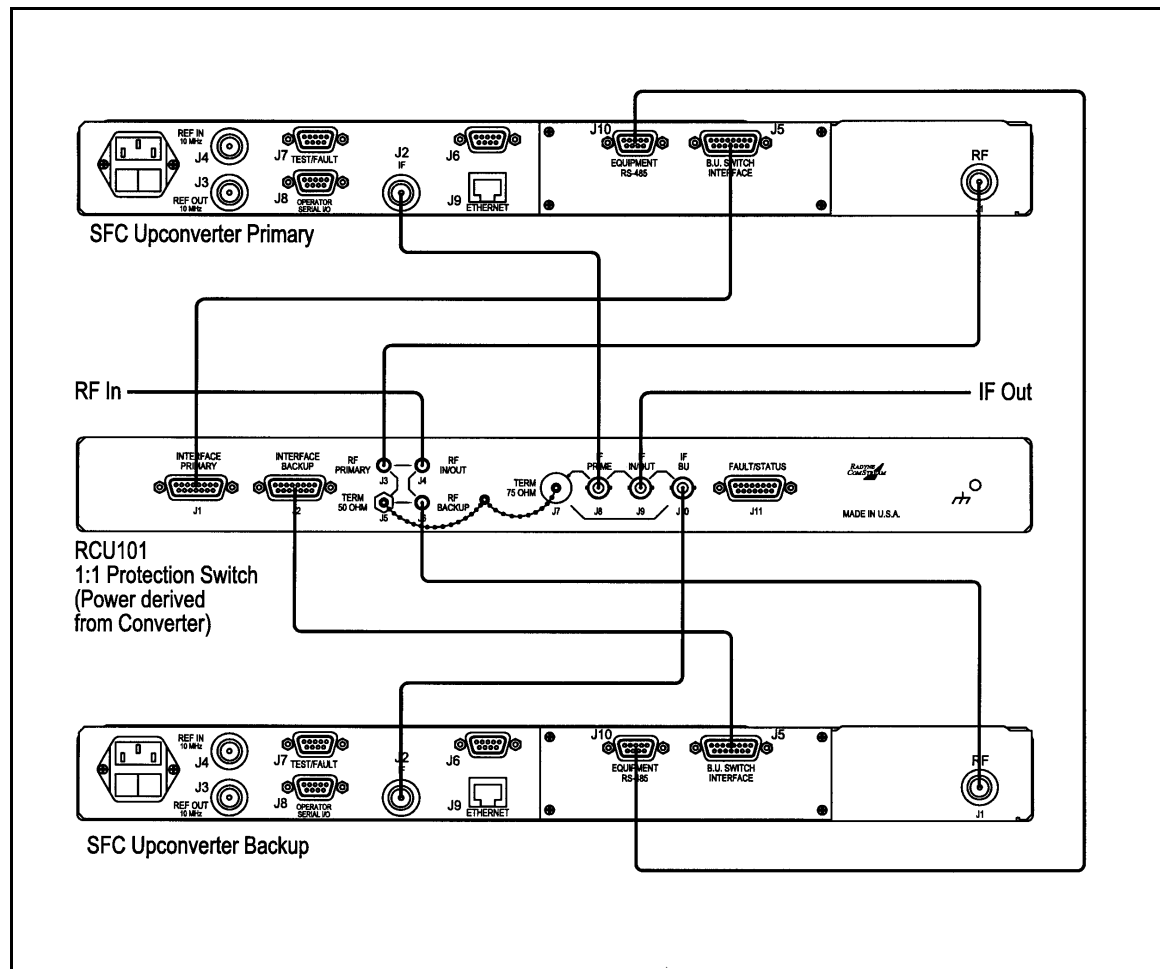 REF IN
10 MHz
J4
J3
REF OUT
10 MHz
J7 TEST/FAULT
J8 OPERATOR
SERIAL I/O
J2
IF
J6
J9
ETHERNET
J10
EQUIPMENT
RS-485
J5
B.U. SWITCH
INTERFACE
RF
J1
SFC Upconverter Primary
RF In
IF Out
INTERFACE
PRIMARY
J1
INTERFACE
BACKUP
J2
RF
PRIMARY
J3
J4
RF
IN/OUT
TERM
50 OHM
J5
J6
RF
BACKUP
TERM
75 OHM
J7
IF
PRIME
J8
IF
IN/OUT
J9
IF
BU
J10
FAULT/STATUS
J11
RADYNE
COMSTREAM
MADE IN U.S.A.
RCU101
1:1 Protection Switch
(Power derived
from Converter)
REF IN
10 MHz
J4
J3
REF OUT
10 MHz
J7 TEST/FAULT
J8 OPERATOR
SERIAL I/O
J2
IF
J6
J9
ETHERNET
J10
EQUIPMENT
RS-485
J5
B.U. SWITCH
INTERFACE
RF
J1
SFC Upconverter Backup